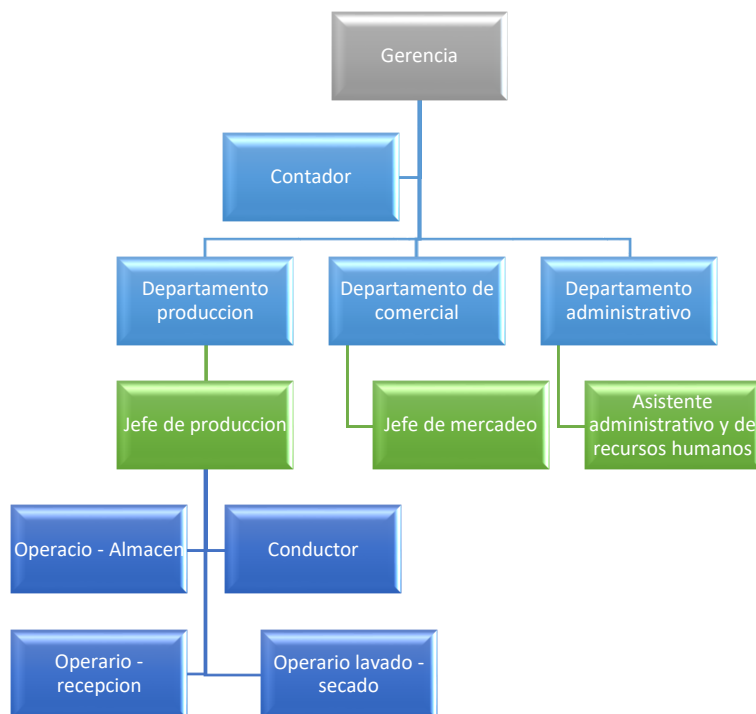 Gerencia
Contador
Departamento
produccion
Departamento de
comercial
Departamento
administrativo
Jefe de produccion
Jefe de mercadeo
Asistente
administrativo y de
recursos humanos
Operacio - Almacen
Conductor
Operario -
recepcion
Operario lavado -
secado